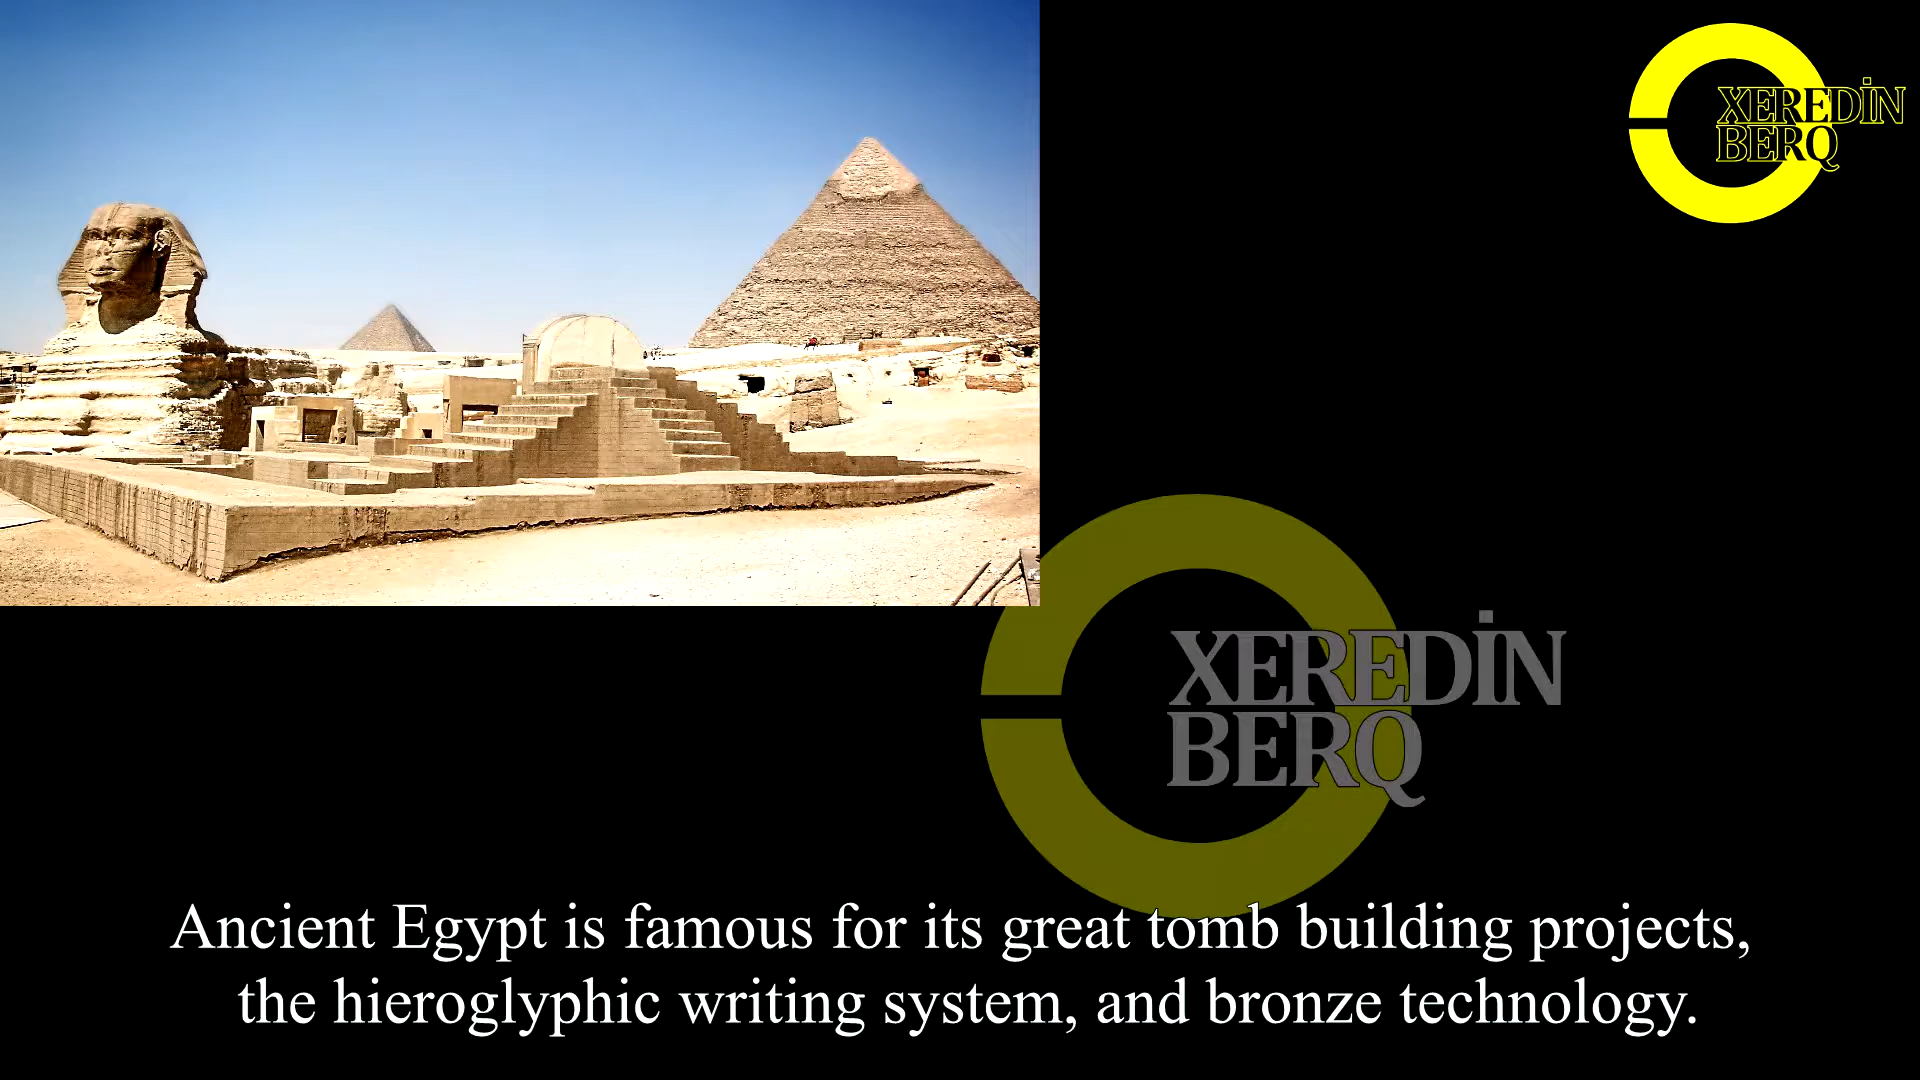 XEREDİN
BERQ
XEREDİN
BERQ
Ancient Egypt is famous for its great tomb building projects,
the hieroglyphic writing system, and bronze technology.